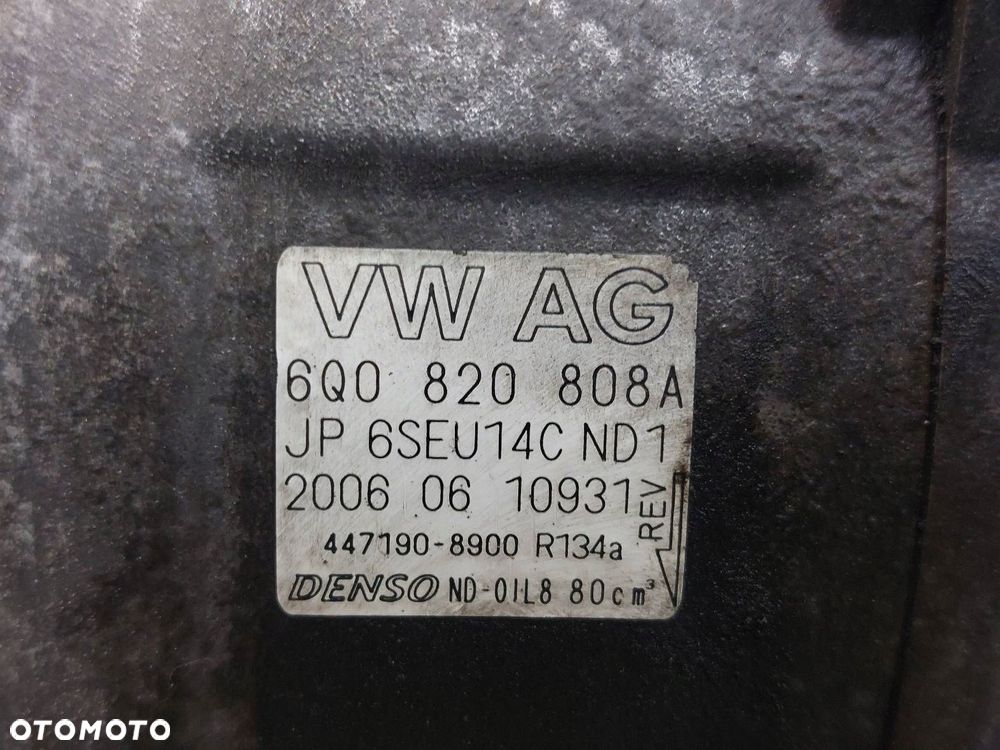 VW AG
6Q0 820 808A
JP 6SEU14C ND1
2006 06 10931
REV
447190-8900 R134a
DENSO ND-OIL8 80cm³
OTOMOTO